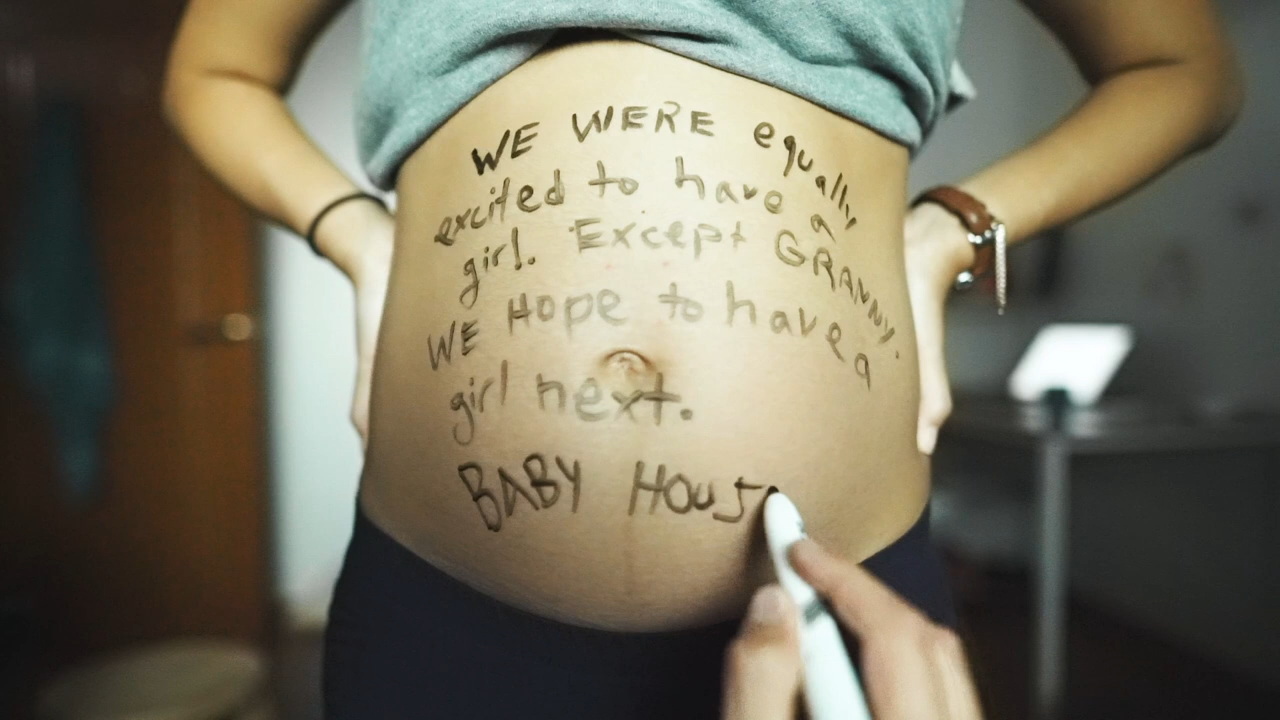 WE WERE equally
excited to have a
girl. Except GRANNY.
WE HOPE to have a
girl next.
BABY HOUS